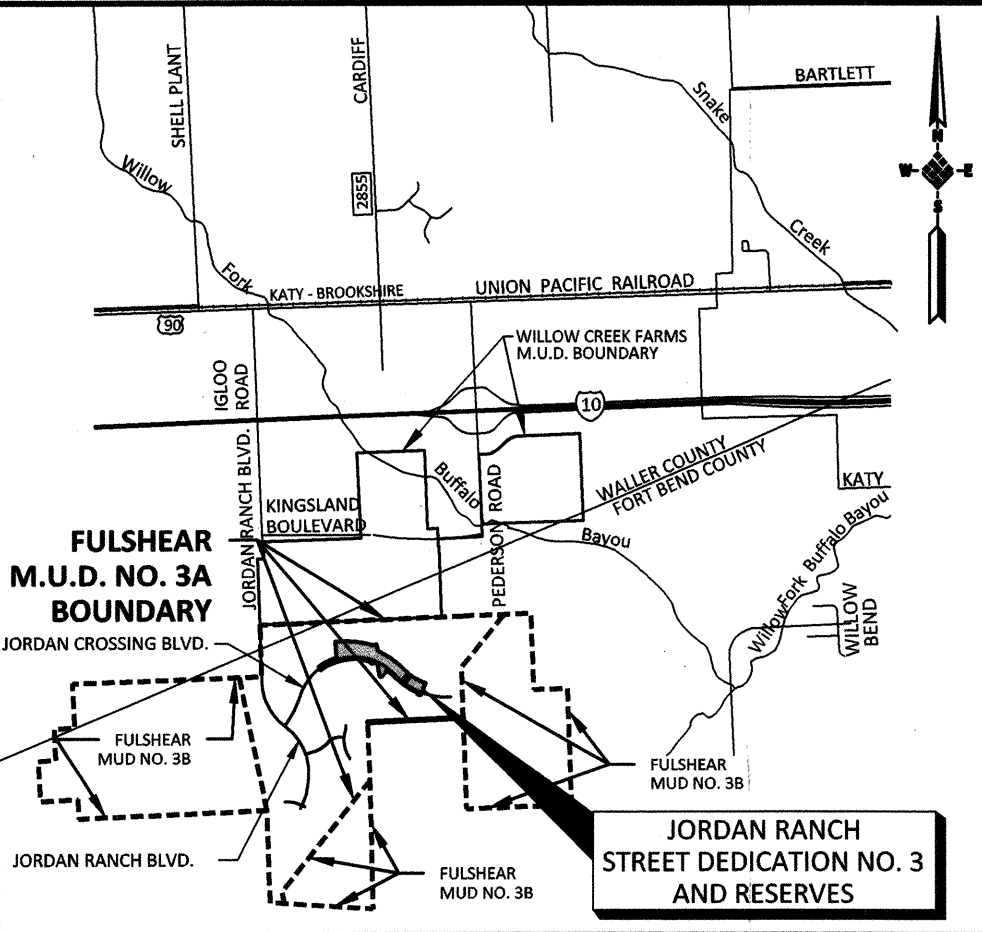 BARTLETT
SHELL PLANT
CARDIFF
2855
Snake
Creek
N
W
E
S
Willow
Fork
KATY - BROOKSHIRE
UNION PACIFIC RAILROAD
90
WILLOW CREEK FARMS
M.U.D. BOUNDARY
IGLOO
ROAD
10
JORDAN RANCH BLVD.
Buffalo
PEDERSON ROAD
WALLER COUNTY
FORT BEND COUNTY
KATY
KINGSLAND
BOULEVARD
Bayou
Willow Fork Buffalo Bayou
WILLOW
BEND
FULSHEAR
M.U.D. NO. 3A
BOUNDARY
JORDAN CROSSING BLVD.
FULSHEAR
MUD NO. 3B
FULSHEAR
MUD NO. 3B
JORDAN RANCH BLVD.
FULSHEAR
MUD NO. 3B
JORDAN RANCH
STREET DEDICATION NO. 3
AND RESERVES